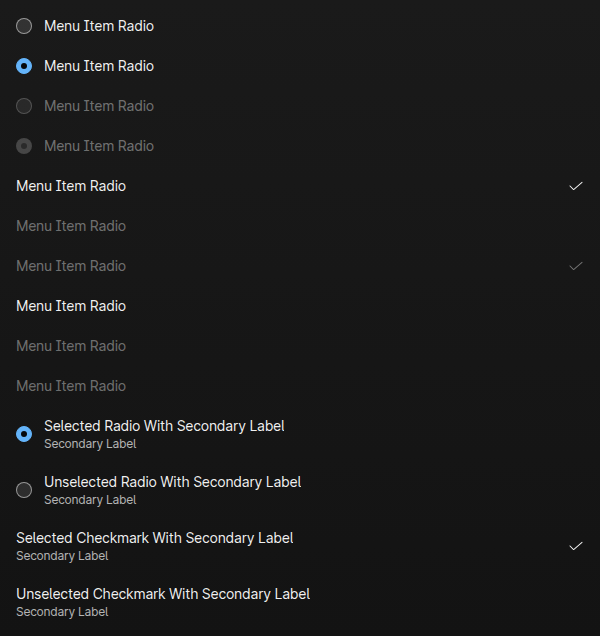 Menu Item Radio
Menu Item Radio
Menu Item Radio
Menu Item Radio
Menu Item Radio
Menu Item Radio
Menu Item Radio
Menu Item Radio
Menu Item Radio
Menu Item Radio
Selected Radio With Secondary Label
Secondary Label
Unselected Radio With Secondary Label
Secondary Label
Selected Checkmark With Secondary Label
Secondary Label
Unselected Checkmark With Secondary Label
Secondary Label